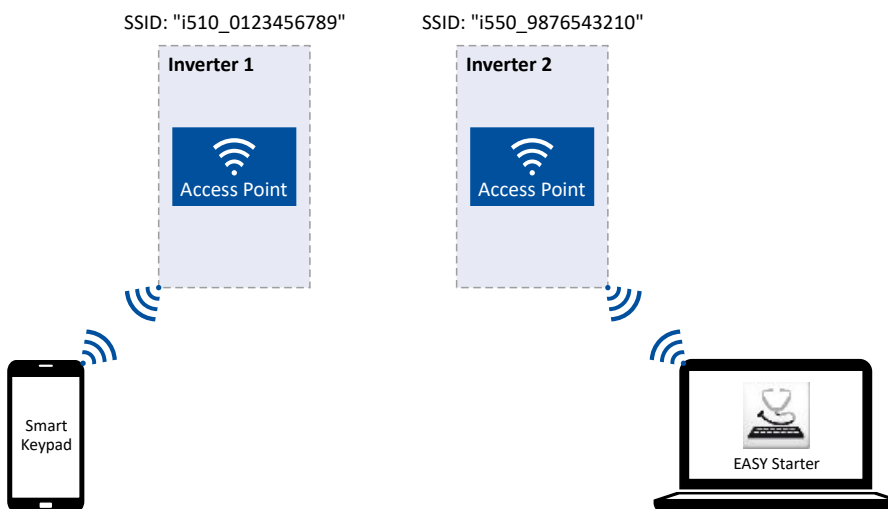 SSID: "i510_0123456789"
SSID: "i550_9876543210"
Inverter 1
Inverter 2
Access Point
Access Point
Smart
Keypad
EASY Starter